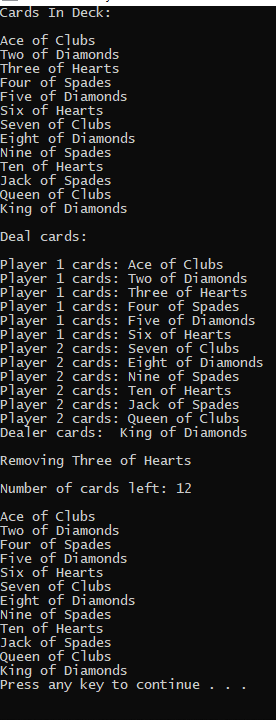 Cards In Deck:
Ace of Clubs
Two of Diamonds
Three of Hearts
Four of Spades
Five of Diamonds
Six of Hearts
Seven of Clubs
Eight of Diamonds
Nine of Spades
Ten of Hearts
Jack of Spades
Queen of Clubs
King of Diamonds
Deal cards:
Player 1 cards: Ace of Clubs
Player 1 cards: Two of Diamonds
Player 1 cards: Three of Hearts
Player 1 cards: Four of Spades
Player 1 cards: Five of Diamonds
Player 1 cards: Six of Hearts
Player 2 cards: Seven of Clubs
Player 2 cards: Eight of Diamonds
Player 2 cards: Nine of Spades
Player 2 cards: Ten of Hearts
Player 2 cards: Jack of Spades
Player 2 cards: Queen of Clubs
Dealer cards:  King of Diamonds
Removing Three of Hearts
Number of cards left: 12
Ace of Clubs
Two of Diamonds
Four of Spades
Five of Diamonds
Six of Hearts
Seven of Clubs
Eight of Diamonds
Nine of Spades
Ten of Hearts
Jack of Spades
Queen of Clubs
King of Diamonds
Press any key to continue . . .